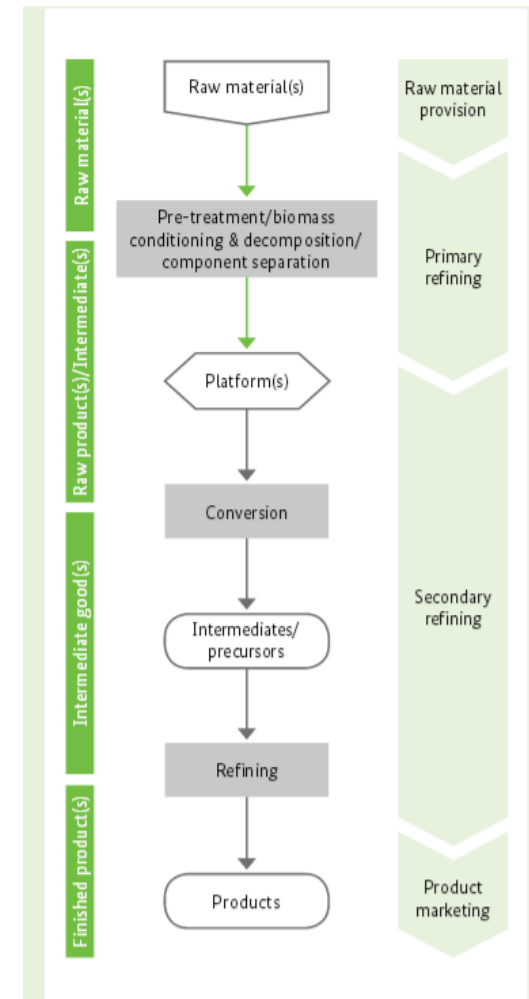 Raw material(s)
Raw product(s)/Intermediate(s)
Intermediate good(s)
Finished product(s)
Raw material(s)
Pre-treatment/biomass
conditioning & decomposition/
component separation
Platform(s)
Conversion
Intermediates/
precursors
Refining
Products
Raw material
provision
Primary
refining
Secondary
refining
Product
marketing